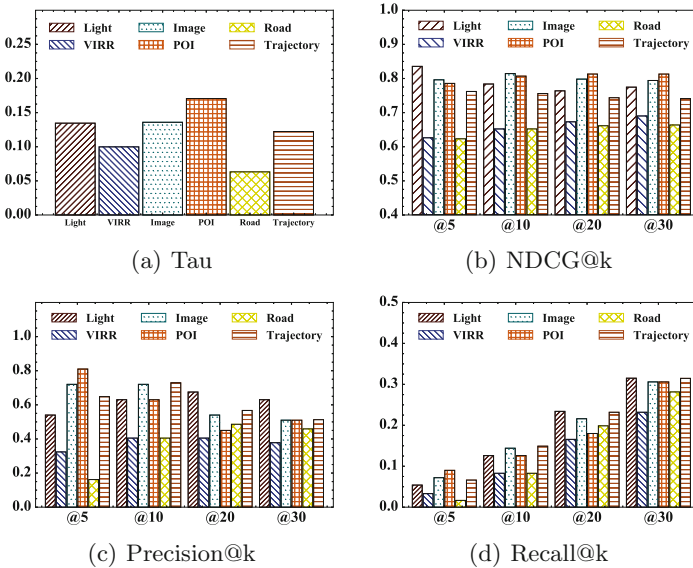 0.30
0.25
0.20
0.15
0.10
0.05
0.00
Light Image Road
VIRR POI Trajectory
Light VIRR Image POI Road Trajectory
(a) Tau
1.0
0.9
0.8
0.7
0.6
0.5
0.4
Light Image Road
VIRR POI Trajectory
@5 @10 @20 @30
(b) NDCG@k
1.0
0.8
0.6
0.4
0.2
0.0
Light Image Road
VIRR POI Trajectory
@5 @10 @20 @30
(c) Precision@k
0.5
0.4
0.3
0.2
0.1
0.0
Light Image Road
VIRR POI Trajectory
@5 @10 @20 @30
(d) Recall@k